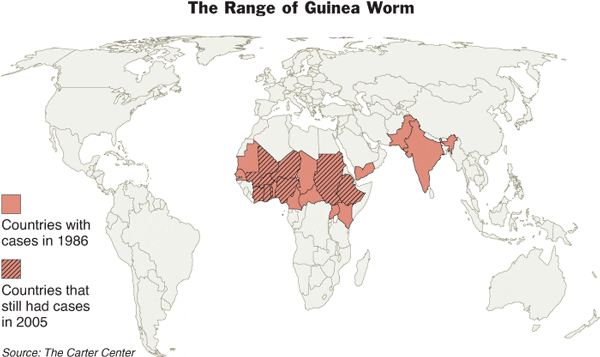 The Range of Guinea Worm
Countries with
cases in 1986
Countries that
still had cases
in 2005
Source: The Carter Center